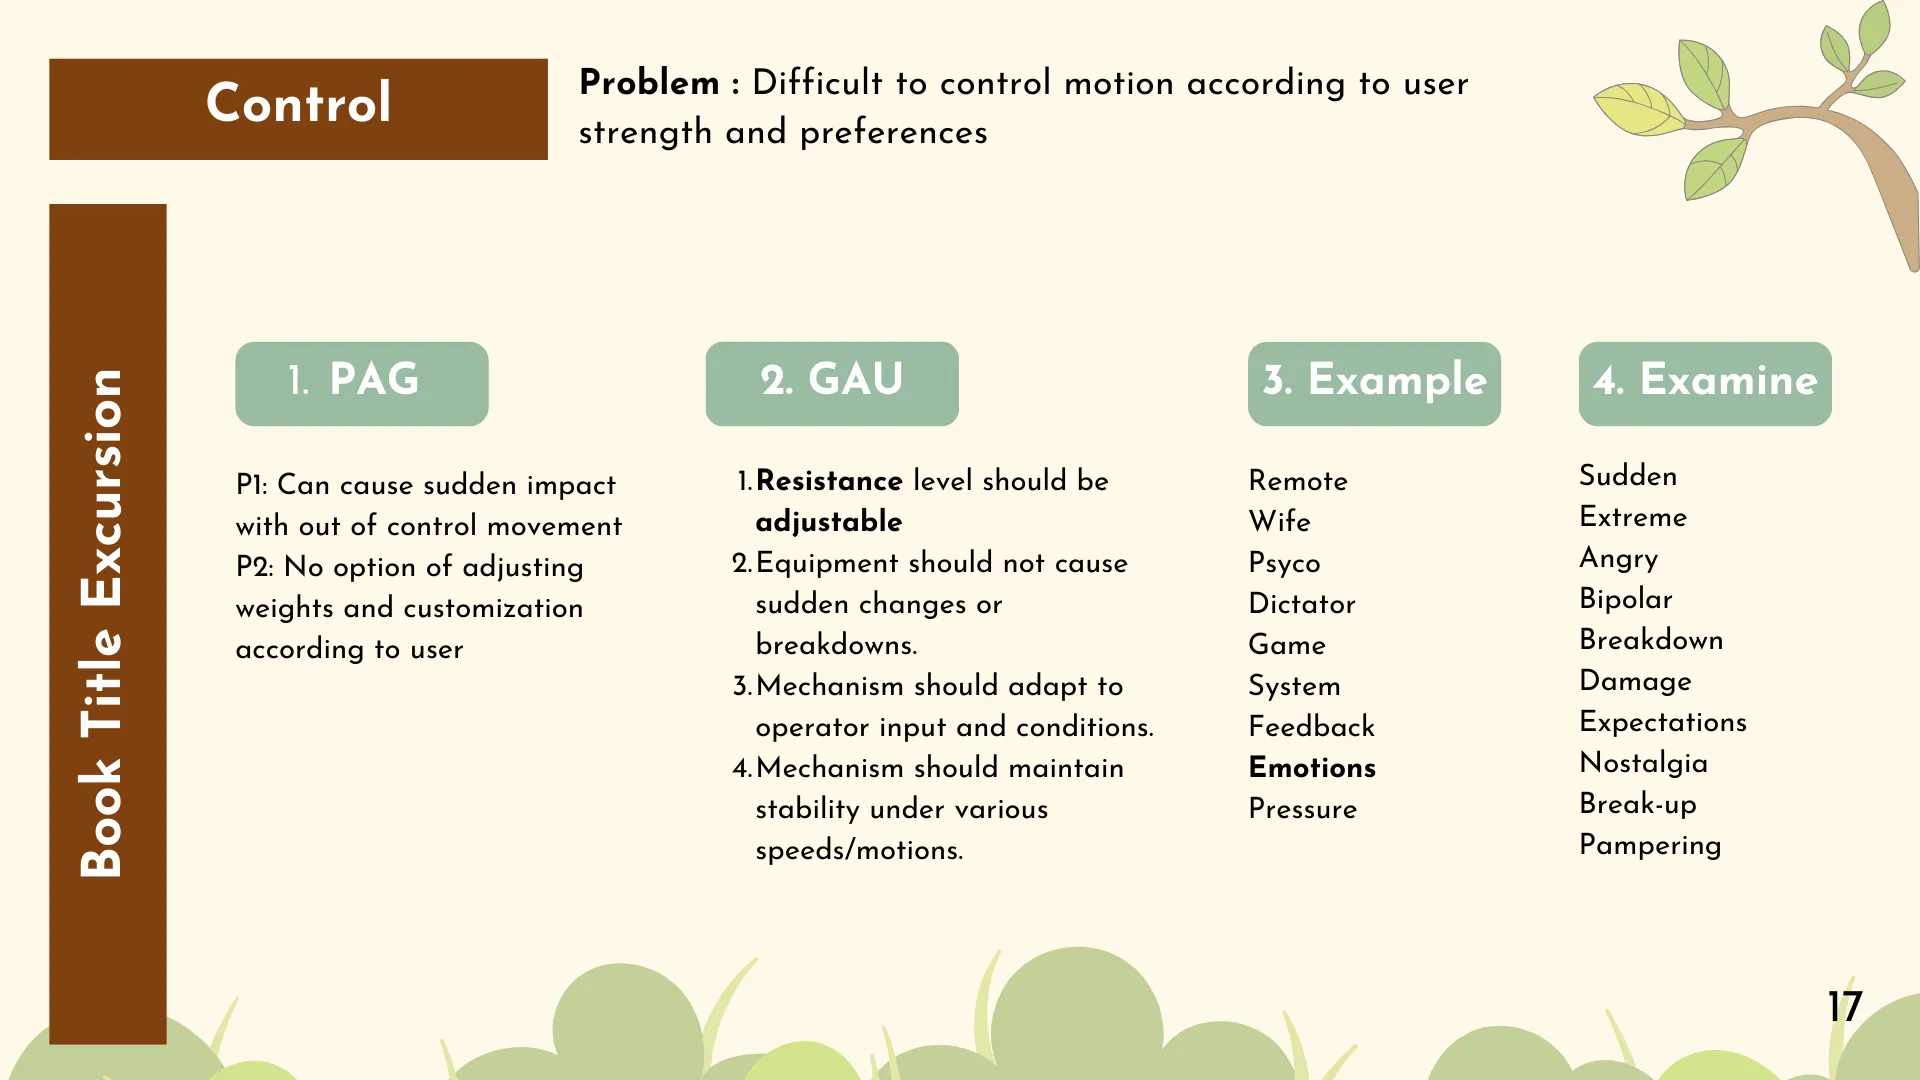 Control
Problem : Difficult to control motion according to user
strength and preferences
Book Title Excursion
1. PAG
P1: Can cause sudden impact
with out of control movement
P2: No option of adjusting
weights and customization
according to user
2. GAU
1. Resistance level should be
adjustable
2. Equipment should not cause
sudden changes or
breakdowns.
3. Mechanism should adapt to
operator input and conditions.
4. Mechanism should maintain
stability under various
speeds/motions.
3. Example
Remote
Wife
Psyco
Dictator
Game
System
Feedback
Emotions
Pressure
4. Examine
Sudden
Extreme
Angry
Bipolar
Breakdown
Damage
Expectations
Nostalgia
Break-up
Pampering
17